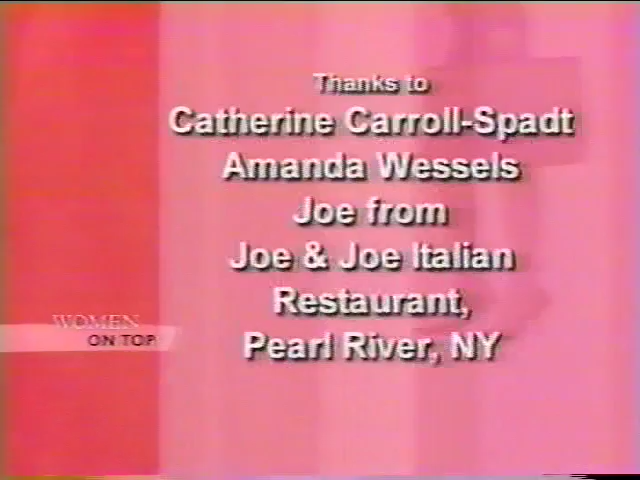 Thanks to
Catherine Carroll-Spadt
Amanda Wessels
Joe from
Joe & Joe Italian
Restaurant,
Pearl River, NY
WOMEN
ON TOP